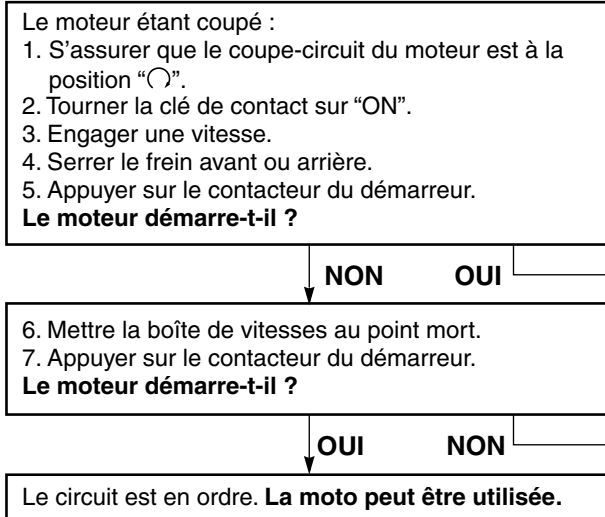 Le moteur étant coupé :
1. S’assurer que le coupe-circuit du moteur est à la
position “”.
2. Tourner la clé de contact sur “ON”.
3. Engager une vitesse.
4. Serrer le frein avant ou arrière.
5. Appuyer sur le contacteur du démarreur.
Le moteur démarre-t-il ?
NON OUI
6. Mettre la boîte de vitesses au point mort.
7. Appuyer sur le contacteur du démarreur.
Le moteur démarre-t-il ?
OUI NON
Le circuit est en ordre. La moto peut être utilisée.